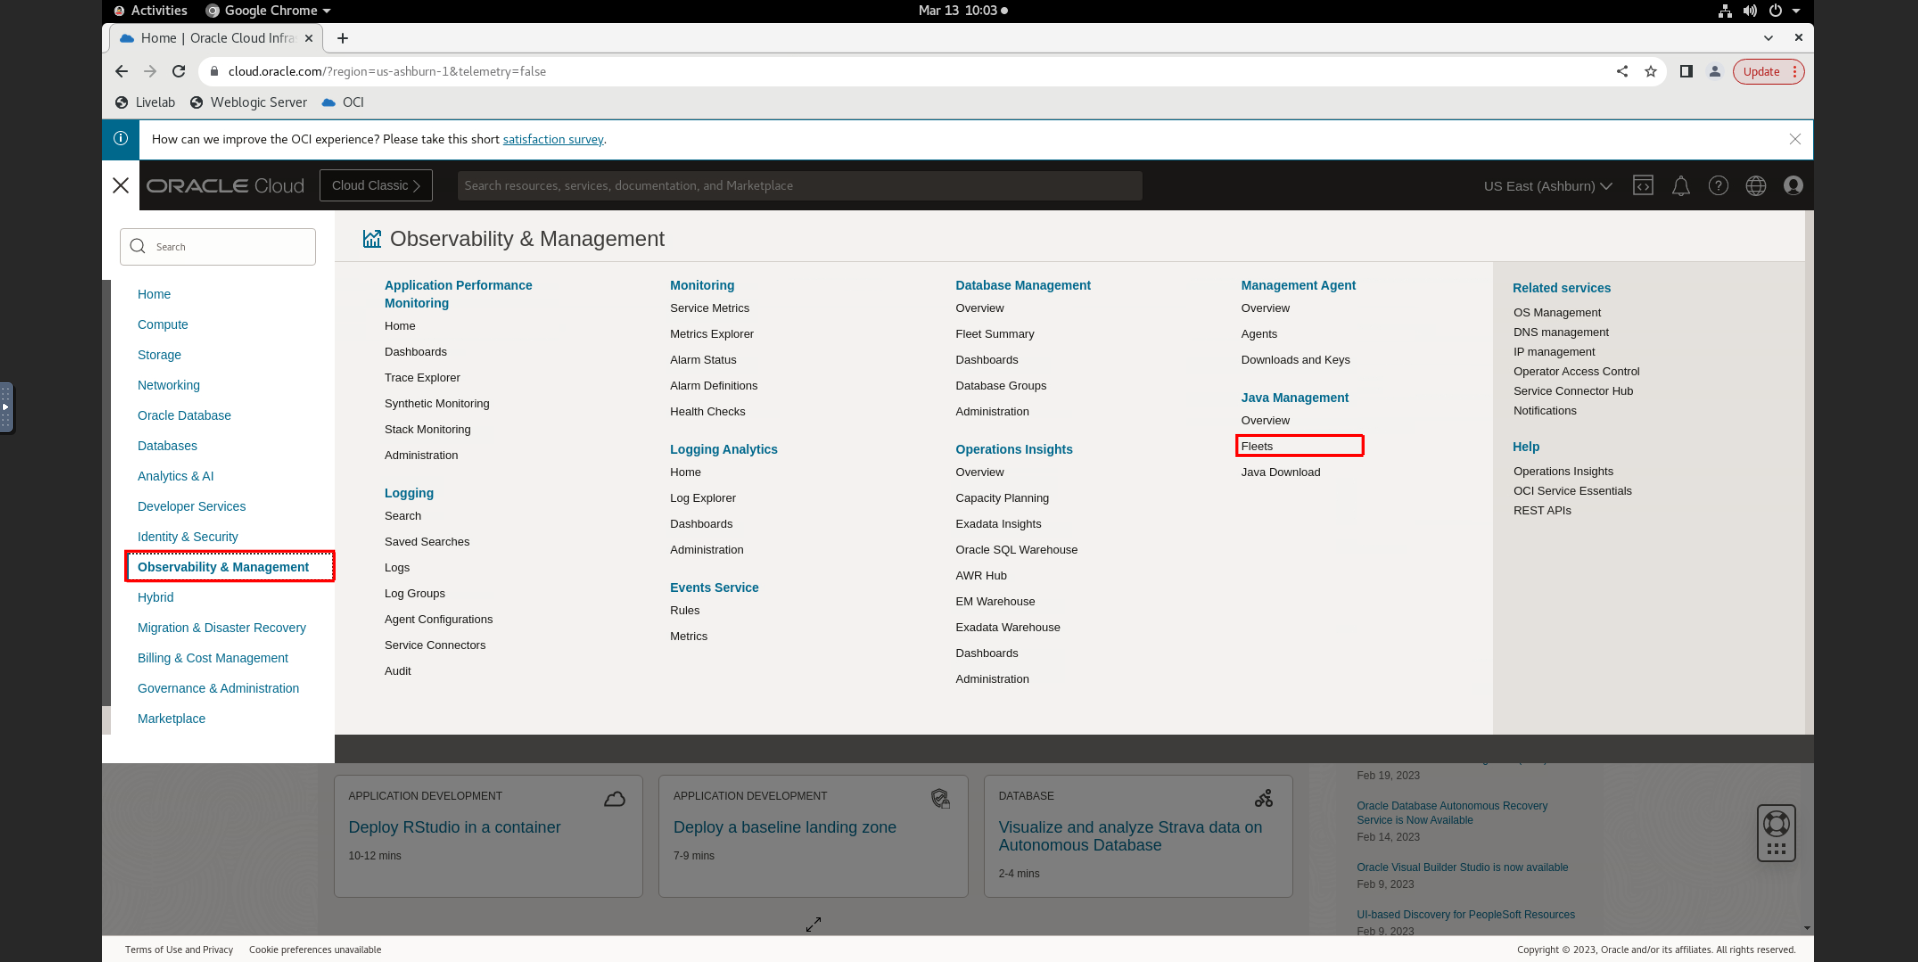 Activities
Google Chrome
Mar 13 10:03
Home | Oracle Cloud Infra
cloud.oracle.com/?region=us-ashburn-1&telemetry=false
Update
Livelab
Weblogic Server
OCI
How can we improve the OCI experience? Please take this short satisfaction survey.
ORACLE Cloud
Cloud Classic
Search resources, services, documentation, and Marketplace
US East (Ashburn)
Search
Home
Compute
Storage
Networking
Oracle Database
Databases
Analytics & AI
Developer Services
Identity & Security
Observability & Management
Hybrid
Migration & Disaster Recovery
Billing & Cost Management
Governance & Administration
Marketplace
Observability & Management
Application Performance
Monitoring
Home
Dashboards
Trace Explorer
Synthetic Monitoring
Stack Monitoring
Administration
Logging
Search
Saved Searches
Logs
Log Groups
Agent Configurations
Service Connectors
Audit
Monitoring
Service Metrics
Metrics Explorer
Alarm Status
Alarm Definitions
Health Checks
Logging Analytics
Home
Log Explorer
Dashboards
Administration
Events Service
Rules
Metrics
Database Management
Overview
Fleet Summary
Dashboards
Database Groups
Administration
Operations Insights
Overview
Capacity Planning
Exadata Insights
Oracle SQL Warehouse
AWR Hub
EM Warehouse
Exadata Warehouse
Dashboards
Administration
Management Agent
Overview
Agents
Downloads and Keys
Java Management
Overview
Fleets
Java Download
Related services
OS Management
DNS management
IP management
Operator Access Control
Service Connector Hub
Notifications
Help
Operations Insights
OCI Service Essentials
REST APIs
APPLICATION DEVELOPMENT
Deploy RStudio in a container
10-12 mins
APPLICATION DEVELOPMENT
Deploy a baseline landing zone
7-9 mins
DATABASE
Visualize and analyze Strava data on
Autonomous Database
2-4 mins
Feb 19, 2023
Oracle Database Autonomous Recovery
Service is Now Available
Feb 14, 2023
Oracle Visual Builder Studio is now available
Feb 9, 2023
UI-based Discovery for PeopleSoft Resources
Feb 9, 2023
Terms of Use and Privacy
Cookie preferences unavailable
Copyright © 2023, Oracle and/or its affiliates. All rights reserved.